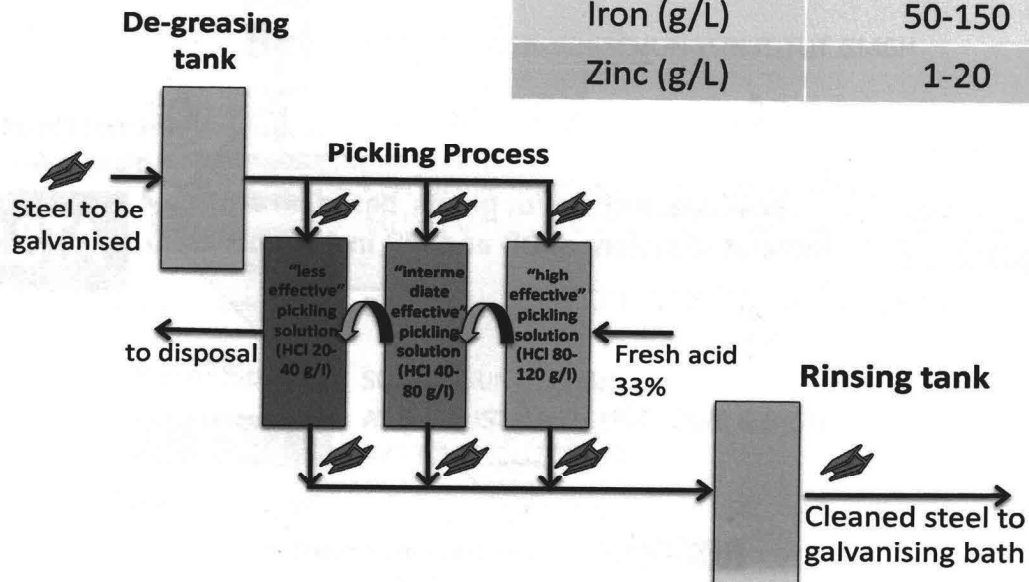 De-greasing
tank
Iron (g/L) 50-150
Zinc (g/L) 1-20
Pickling Process
Steel to be
galvanised
"less
effective"
pickling
solution
(HCl 20-
40 g/l)
"interme
diate
effective"
pickling
solution
(HCl 40-
80 g/l)
"high
effective"
pickling
solution
(HCl 80-
120 g/l)
to disposal
Fresh acid
33%
Rinsing tank
Cleaned steel to
galvanising bath